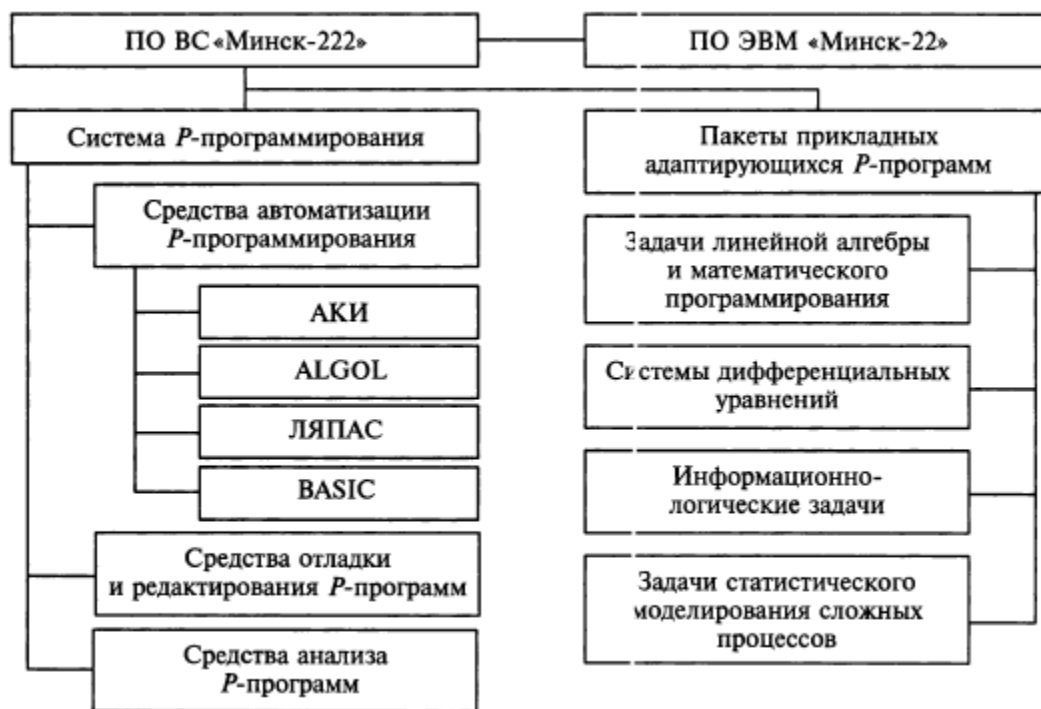 ПО ВС «Минск-222»
ПО ЭВМ «Минск-22»
Система P-программирования
Средства автоматизации
P-программирования
АКИ
ALGOL
ЛЯПАС
BASIC
Средства отладки
и редактирования P-программ
Средства анализа
P-программ
Пакеты прикладных
адаптирующихся P-программ
Задачи линейной алгебры
и математического
программирования
Системы дифференциальных
уравнений
Информационно-
логические задачи
Задачи статистического
моделирования сложных
процессов